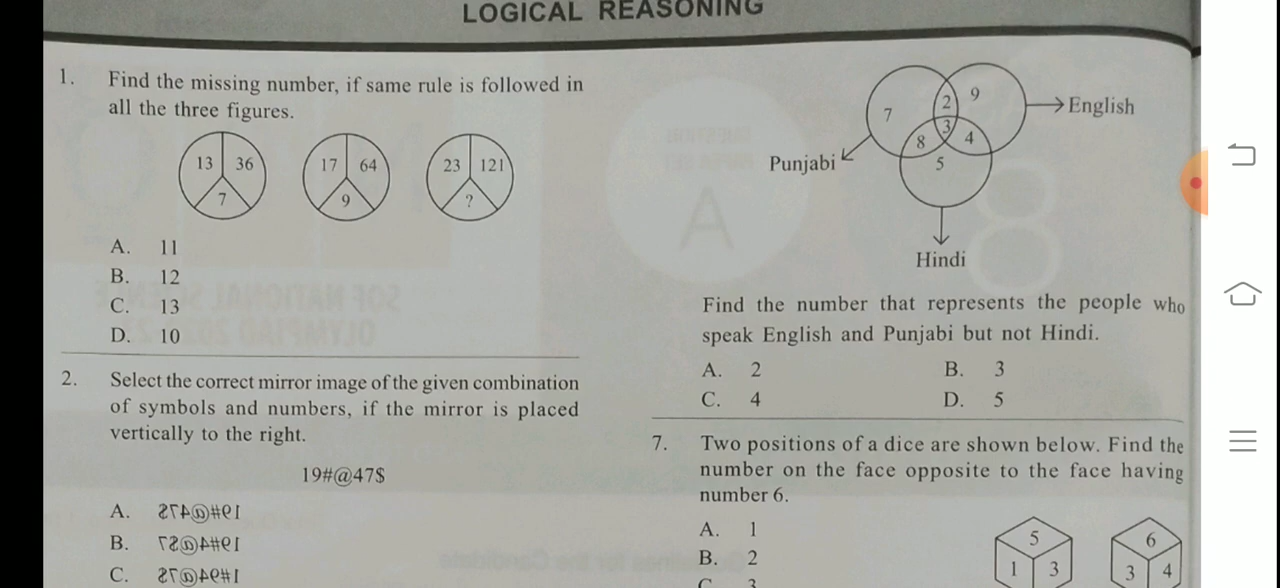 LOGICAL REASONING
1. Find the missing number, if same rule is followed in
all the three figures.
13 36
7
17 64
9
23 121
?
A. 11
B. 12
C. 13
D. 10
2. Select the correct mirror image of the given combination
of symbols and numbers, if the mirror is placed
vertically to the right.
19#@47$
A.
B.
C.
7 2 9
3
8 4
5
English
Punjabi
Hindi
Find the number that represents the people who
speak English and Punjabi but not Hindi.
A. 2 B. 3
C. 4 D. 5
7. Two positions of a dice are shown below. Find the
number on the face opposite to the face having
number 6.
A. 1
B. 2
C. 3
5
1 3
6
3 4
A
8